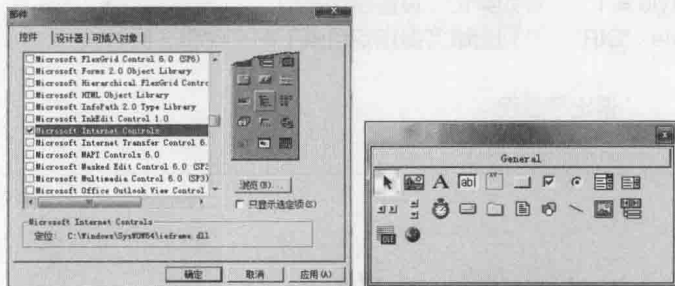 部件
控件 设计器 可插入对象
Microsoft FlexGrid Control 6.0 (SP6)
Microsoft Forms 2.0 Object Library
Microsoft Hierarchical FlexGrid Contrc
Microsoft HTML Object Library
Microsoft InfoPath 2.0 Type Library
Microsoft InkEdit Control 1.0
Microsoft Internet Controls
Microsoft Internet Transfer Control 6.
Microsoft MAPI Controls 6.0
Microsoft Masked Edit Control 6.0 (SP3
Microsoft Multimedia Control 6.0 (SP3)
Microsoft Office Outlook View Control
浏览(B)...
只显示选定项(S)
Microsoft Internet Controls
定位: C:\Windows\SysWOW64\ieframe.dll
确定 取消 应用(A)
General
A ab|
OLE